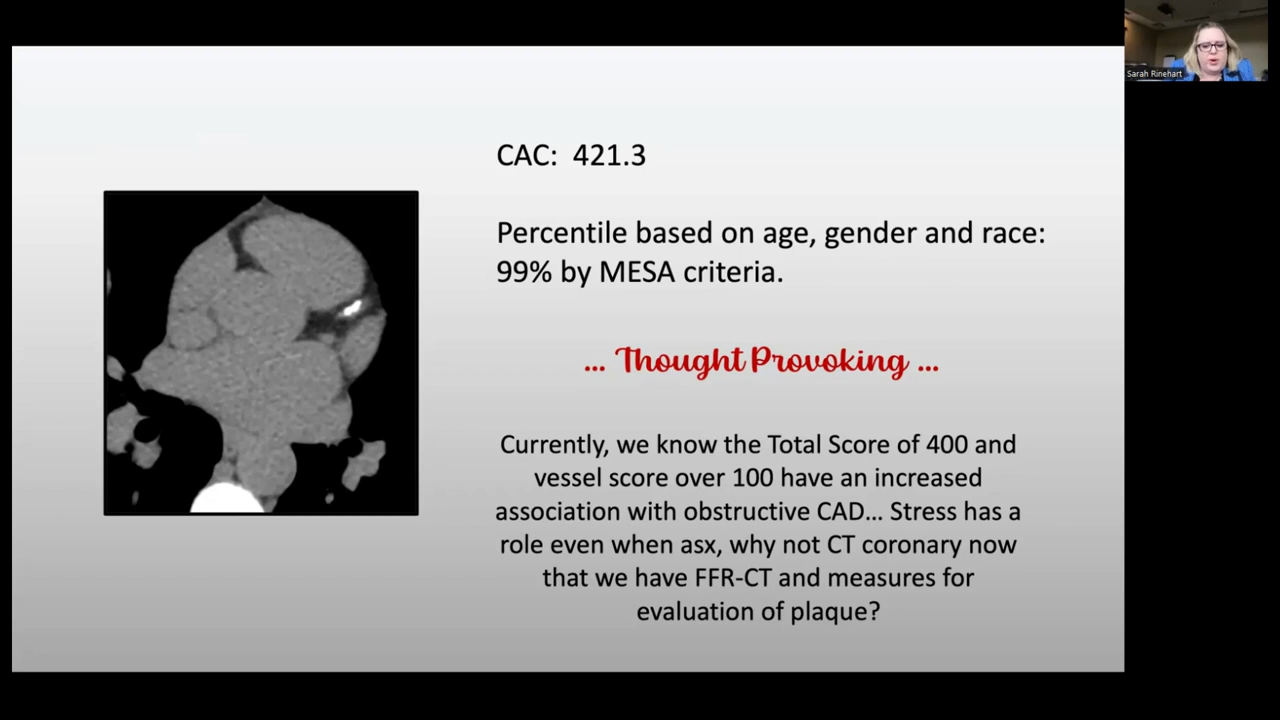 Sarah Rinehart
CAC: 421.3
Percentile based on age, gender and race:
99% by MESA criteria.
... Thought Provoking ...
Currently, we know the Total Score of 400 and
vessel score over 100 have an increased
association with obstructive CAD... Stress has a
role even when asx, why not CT coronary now
that we have FFR-CT and measures for
evaluation of plaque?